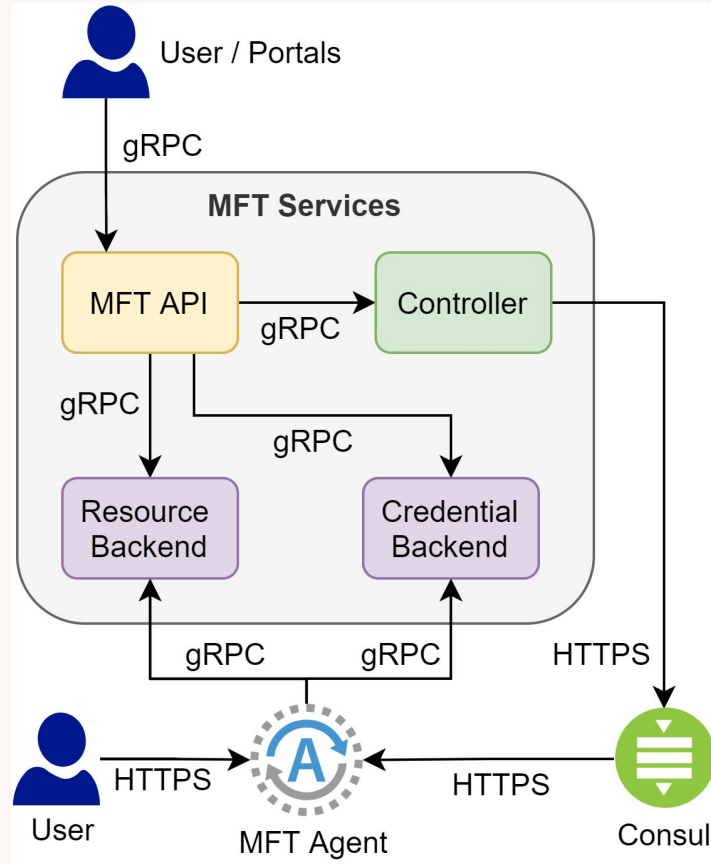 User / Portals
gRPC
MFT Services
MFT API
gRPC
Controller
gRPC
gRPC
Resource
Backend
Credential
Backend
gRPC
gRPC
HTTPS
A
HTTPS
HTTPS
User
MFT Agent
Consul